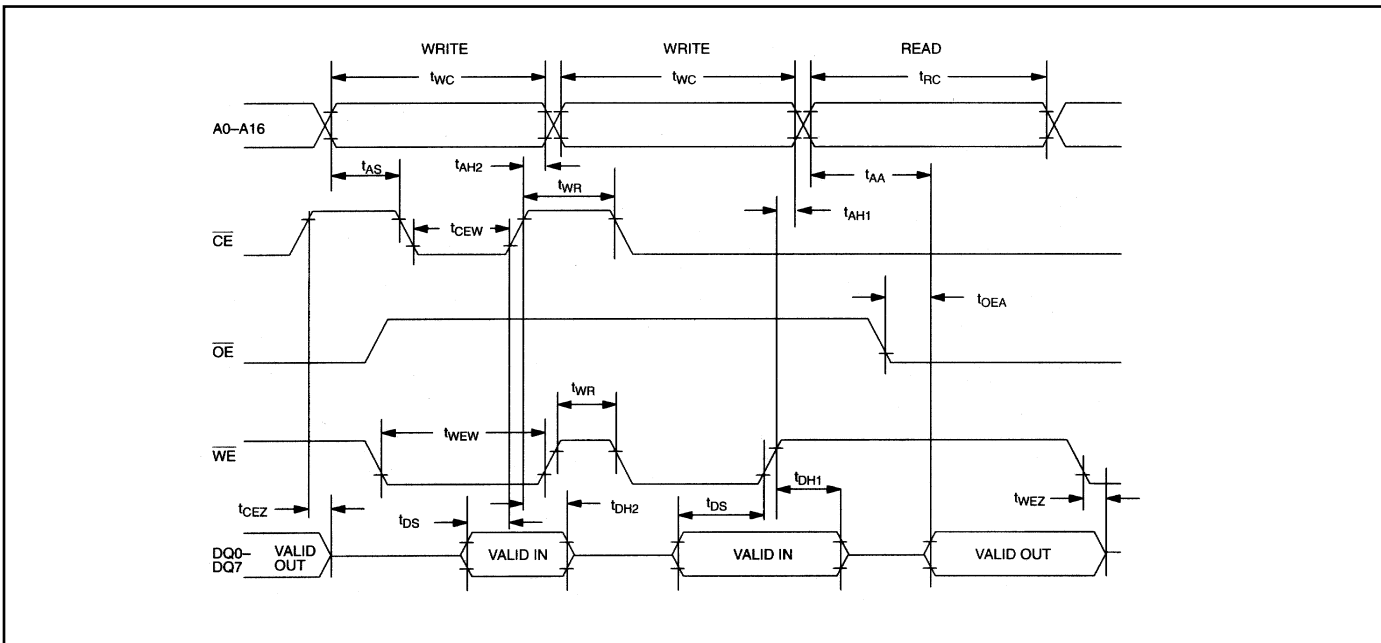 WRITE WRITE READ
tWC tWC tRC
A0–A16
tAS tAH2 tWR tAA
tAH1
CE tCEW
tOEA
OE
tWR
WE tWEW
tDH1
tCEZ tDS tDH2 tDS tWEZ
DQ0– VALID VALID IN VALID IN VALID OUT
DQ7 OUT